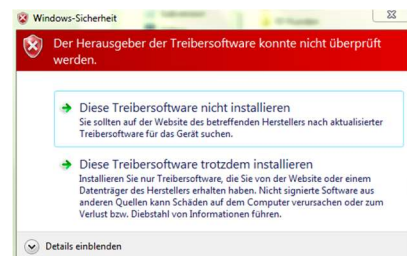 Windows-Sicherheit
Der Herausgeber der Treibersoftware konnte nicht überprüft
werden.
Diese Treibersoftware nicht installieren
Sie sollten auf der Website des betreffenden Herstellers nach aktualisierter
Treibersoftware für das Gerät suchen.
Diese Treibersoftware trotzdem installieren
Installieren Sie nur Treibersoftware, die Sie von der Website oder einem
Datenträger des Herstellers erhalten haben. Nicht signierte Software aus
anderen Quellen kann Schäden auf dem Computer verursachen oder zum
Verlust bzw. Diebstahl von Informationen führen.
Details einblenden